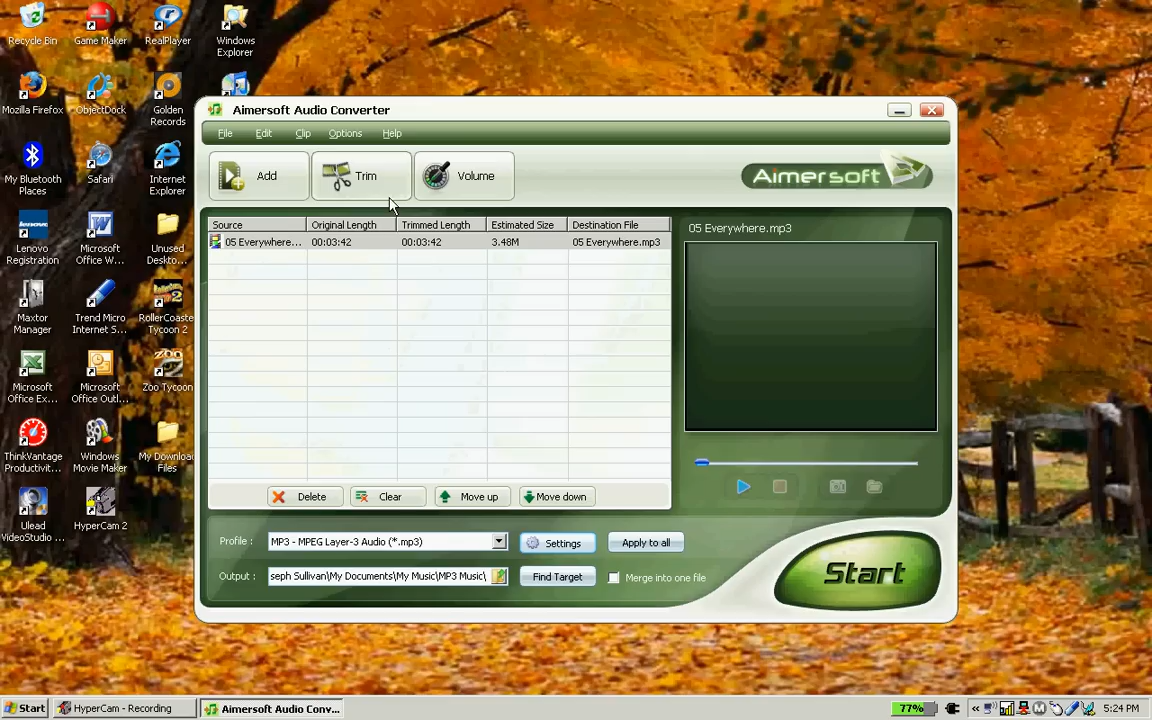 Recycle Bin
Game Maker
RealPlayer
Windows
Explorer
Mozilla Firefox
ObjectDock
Golden
Records
My Bluetooth
Places
Safari
Internet
Explorer
Lenovo
Registration
Microsoft
Office W...
Unused
Deskto...
Maxtor
Manager
Trend Micro
Internet S...
RollerCoaster
Tycoon 2
Microsoft
Office Ex...
Microsoft
Office Outl...
Zoo Tycoon
ThinkVantage
Productivit...
Windows
Movie Maker
My Download
Files
Ulead
VideoStudio ...
HyperCam 2
Aimersoft Audio Converter
File Edit Clip Options Help
Add Trim Volume
Aimersoft
Source Original Length Trimmed Length Estimated Size Destination File
05 Everywhere... 00:03:42 00:03:42 3.48M 05 Everywhere.mp3
05 Everywhere.mp3
Delete Clear Move up Move down
Profile : MP3 - MPEG Layer-3 Audio (*.mp3) Settings Apply to all
Output : seph Sullivan\My Documents\My Music\MP3 Music\ Find Target Merge into one file
Start
Start HyperCam - Recording Aimersoft Audio Conv... 77% « 5:24 PM